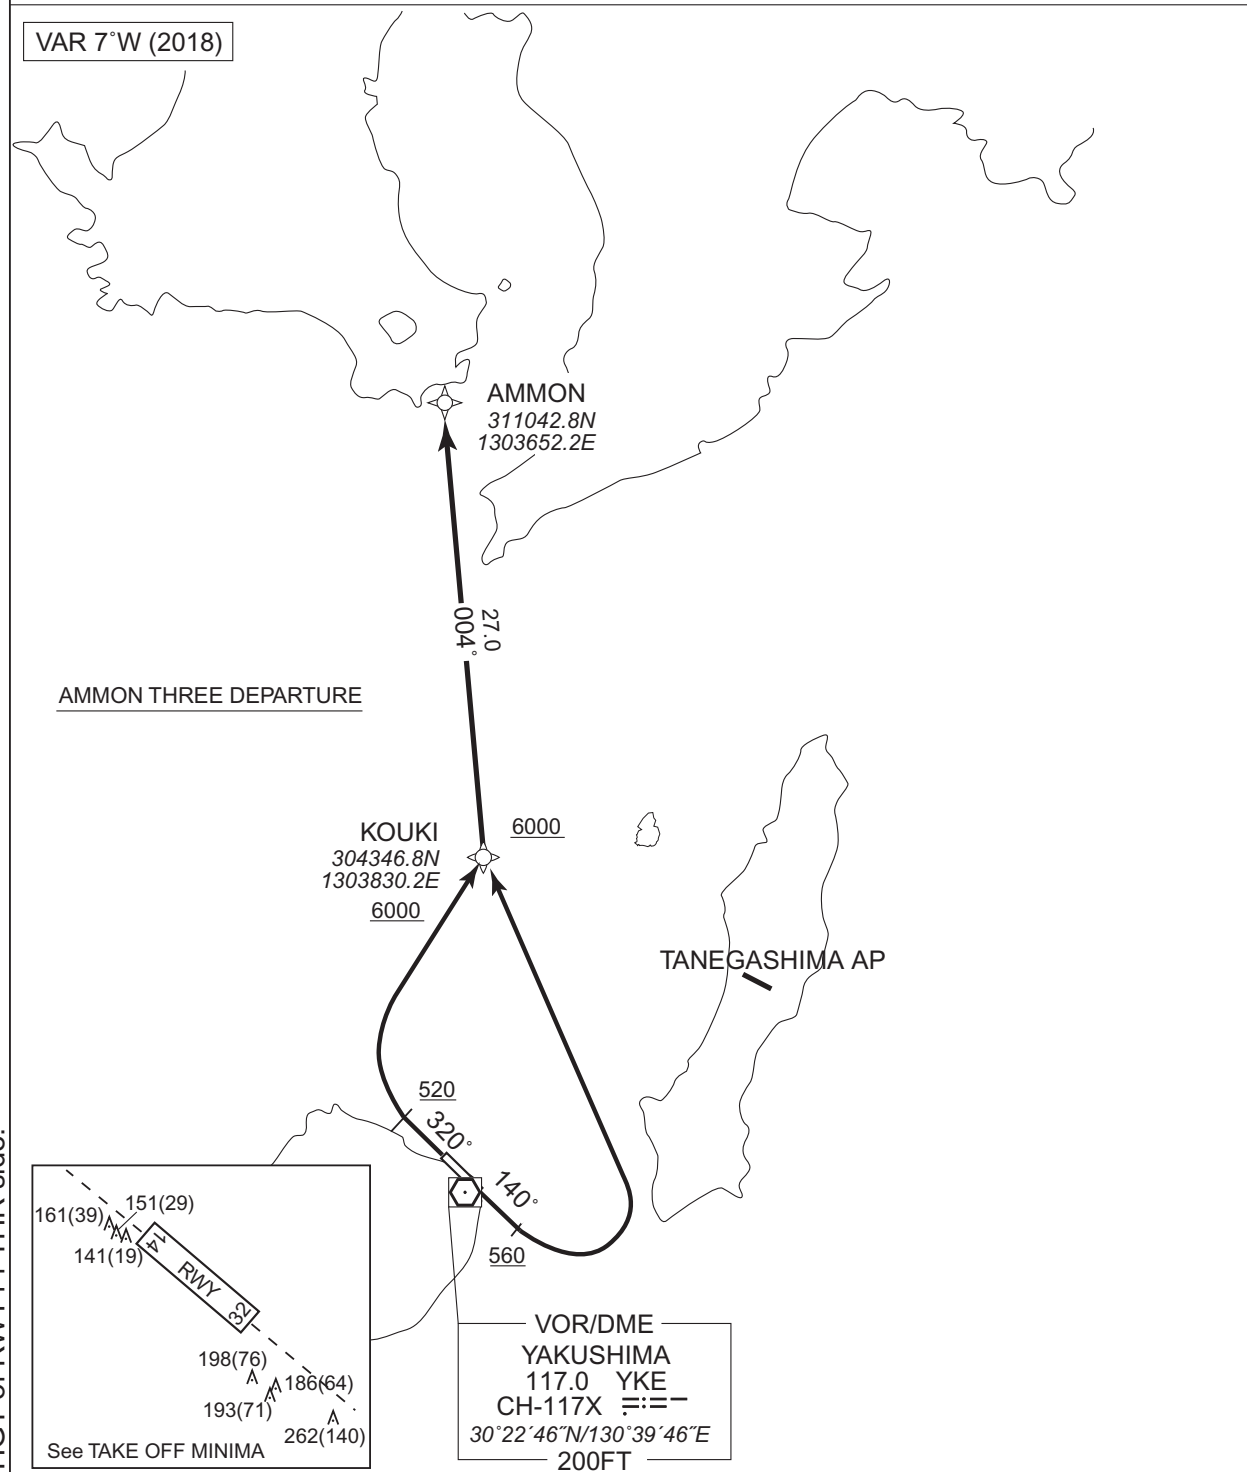 VAR 7˚W (2018)
AMMON
311042.8N
1303652.2E
27.0
004˚
AMMON THREE DEPARTURE
KOUKI
304346.8N
1303830.2E
6000
6000
TANEGASHIMA AP
520
320˚
140˚
560
161(39)
151(29)
141(19)
14
RWY
32
198(76)
186(64)
193(71)
262(140)
See TAKE OFF MINIMA
VOR/DME
YAKUSHIMA
117.0 YKE
CH-117X
30˚22´46˝N/130˚39´46˝E
200FT